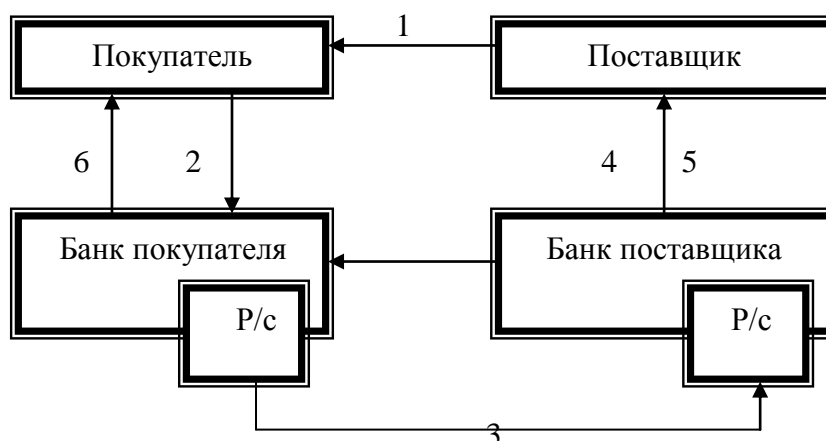 1
Покупатель
Поставщик
6
2
4
5
Банк покупателя
Банк поставщика
Р/с
Р/с
3